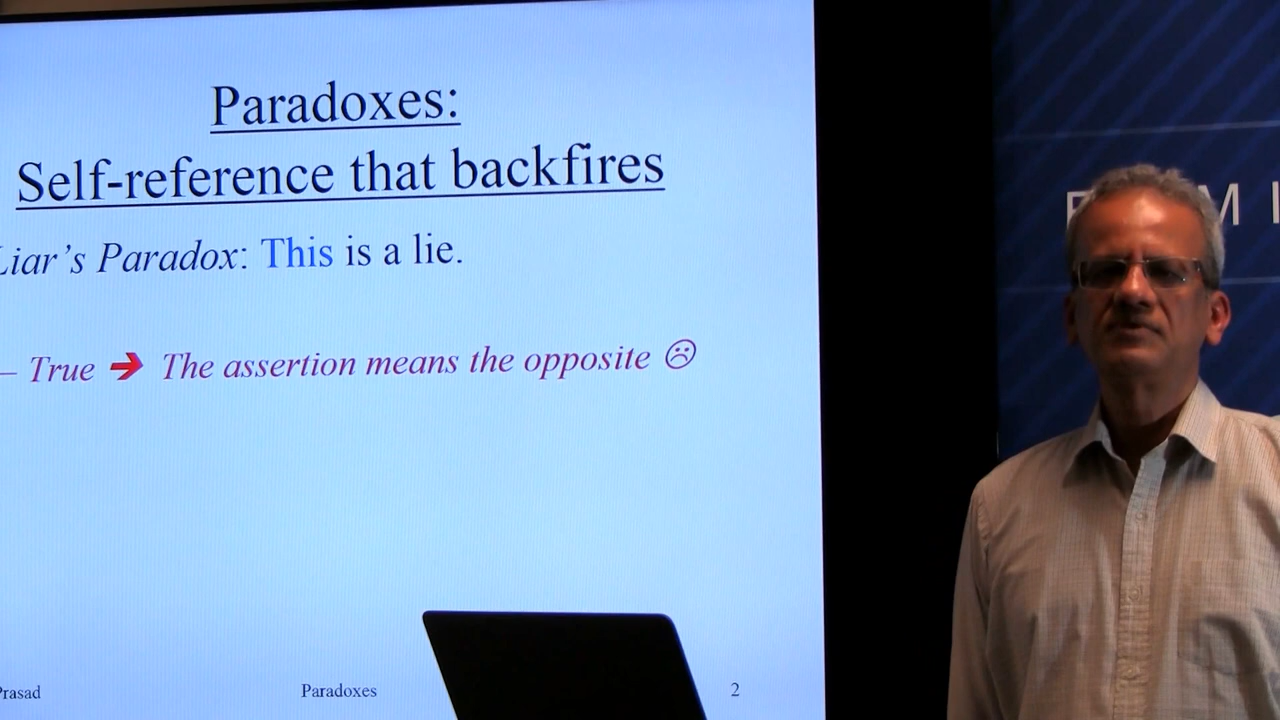 Paradoxes:
Self-reference that backfires
Liar's Paradox: This is a lie.
– True ➔ The assertion means the opposite ☹
Prasad
Paradoxes
2